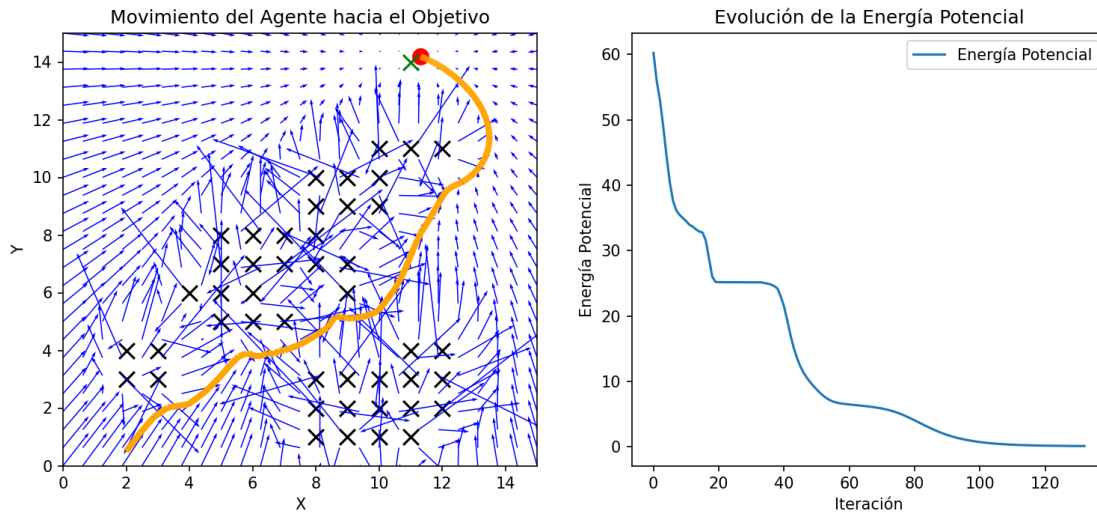 Movimiento del Agente hacia el Objetivo
14
12
10
8
6
4
2
0
Y
0 2 4 6 8 10 12 14
X
Evolución de la Energía Potencial
Energía Potencial
60
50
40
30
20
10
0
Energía Potencial
0 20 40 60 80 100 120
Iteración